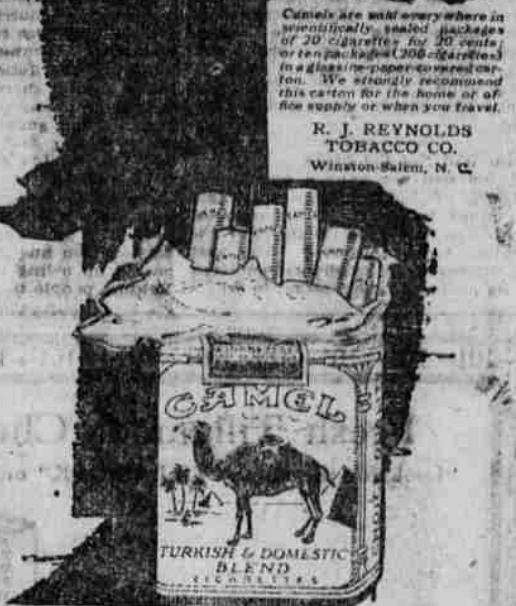 Camels are sold everywhere in
scientifically sealed packages
of 20 cigarettes for 20 cents;
or ten packages (200 cigarettes)
in a glassine-paper-covered car-
ton. We strongly recommend
this carton for the home or of-
fice supply or when you travel.
R. J. REYNOLDS
TOBACCO CO.
Winston-Salem, N. C.
CAMEL
TURKISH & DOMESTIC
BLEND
CIGARETTES